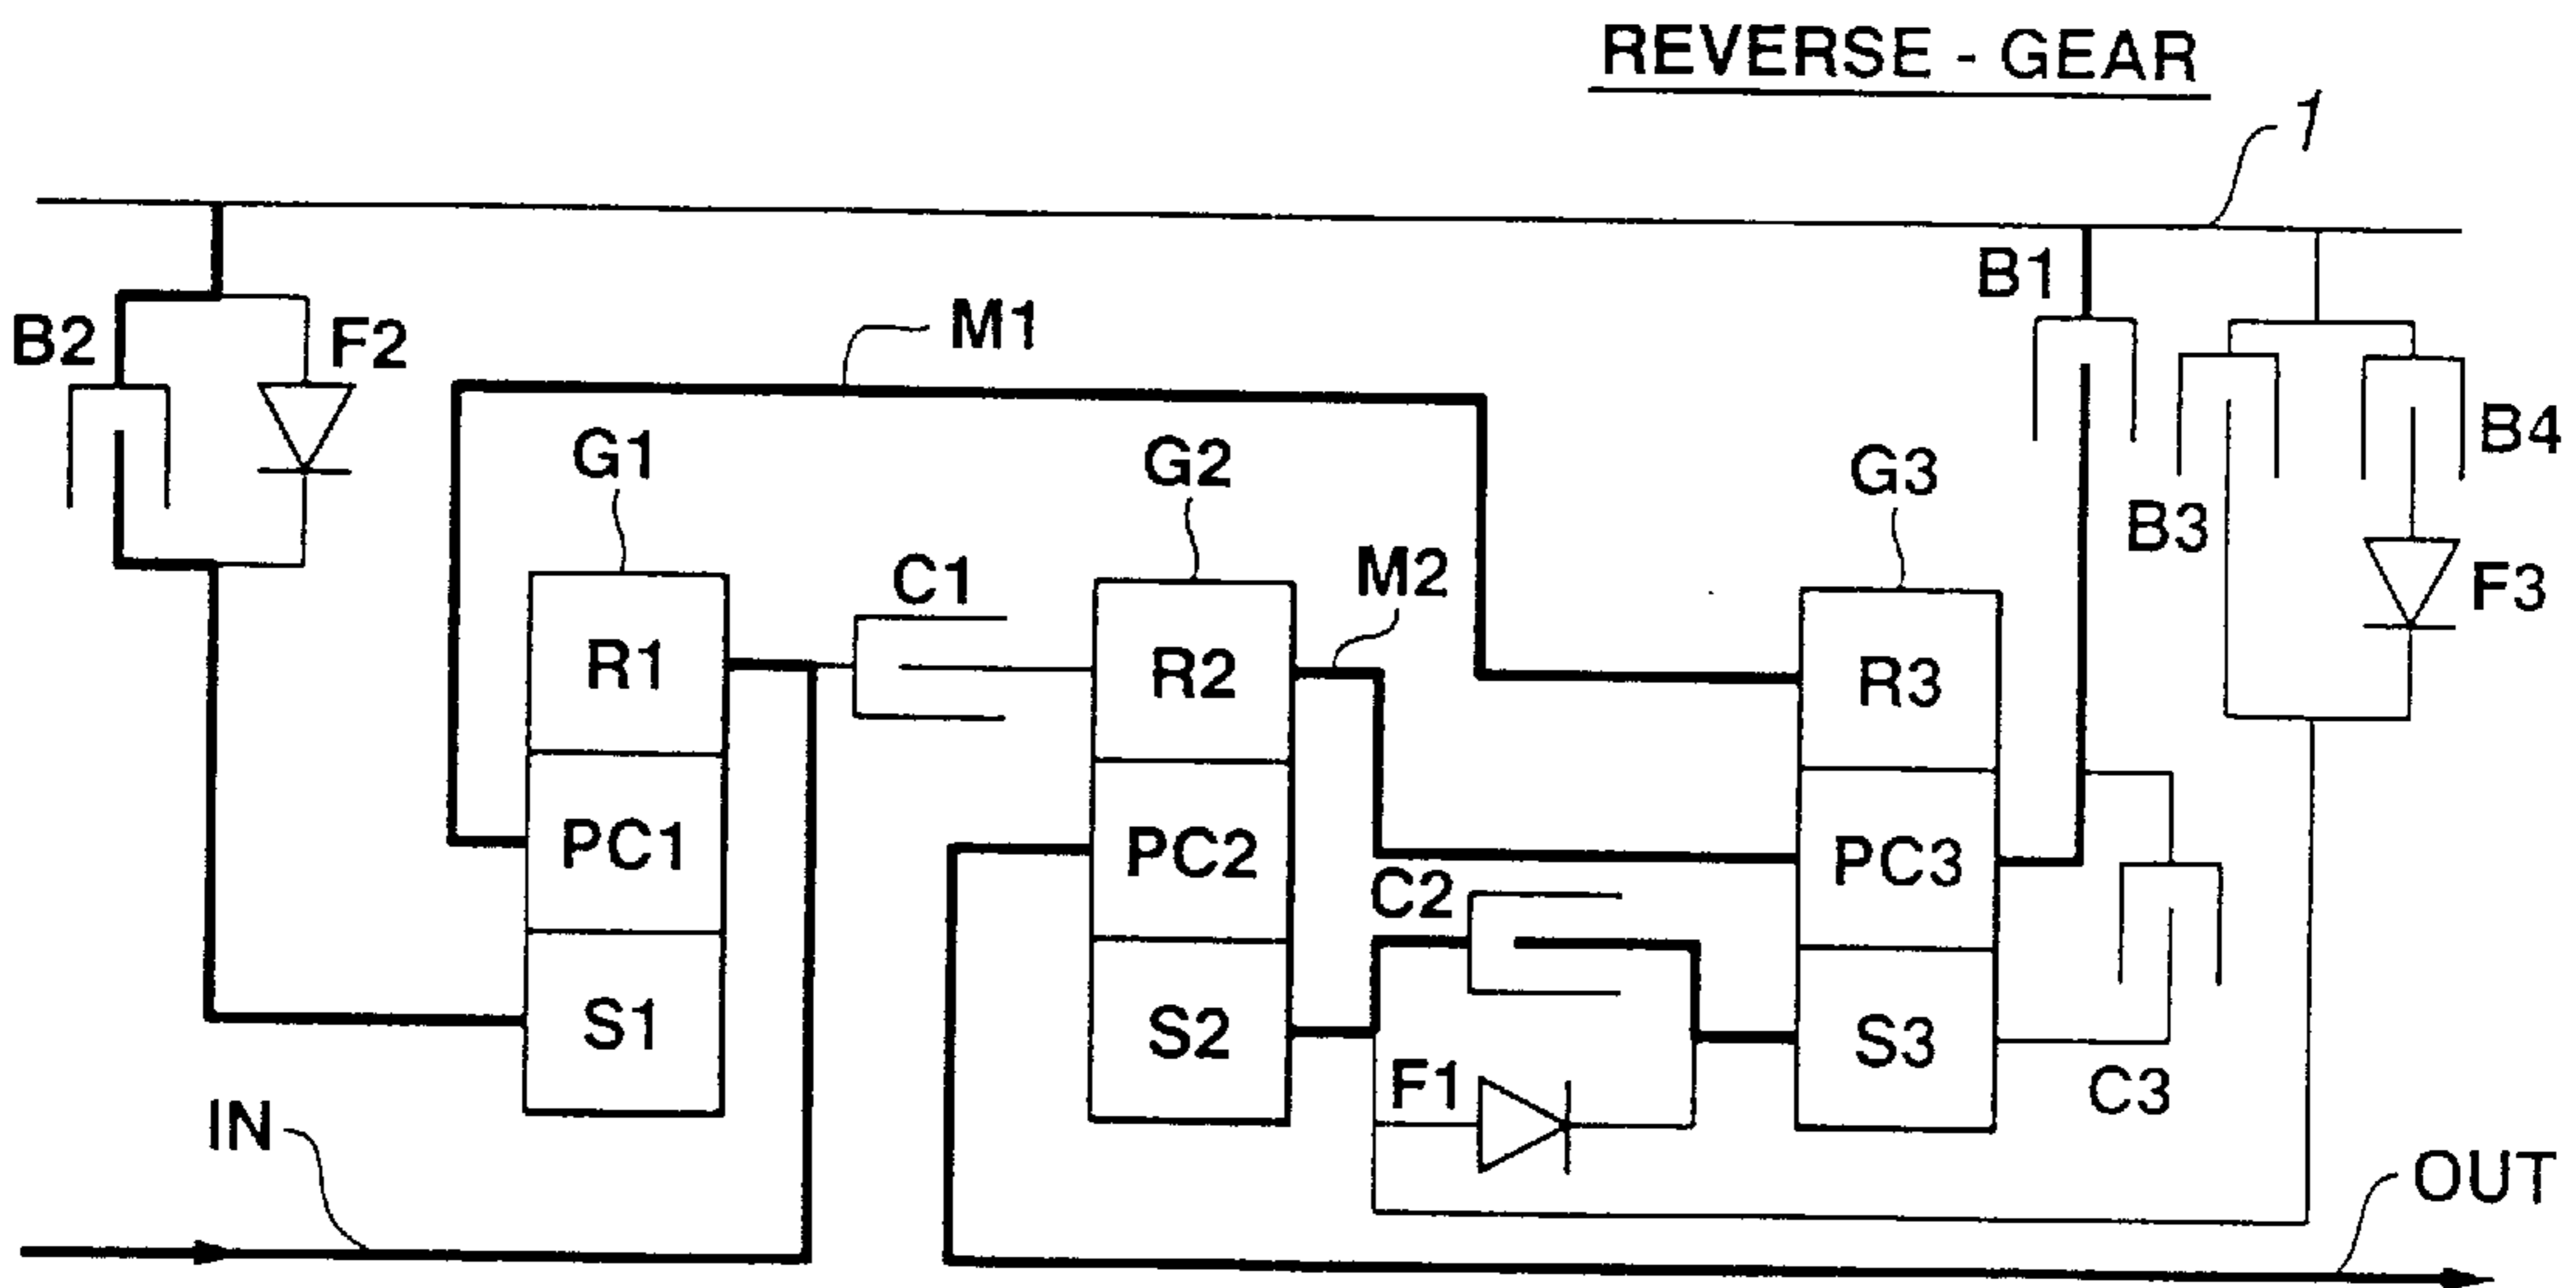 REVERSE - GEAR
1
B1
B2
F2
M1
G1
G2
G3
B4
B3
C1
M2
F3
R1
R2
R3
PC1
PC2
PC3
C2
S1
S2
S3
F1
C3
IN
OUT